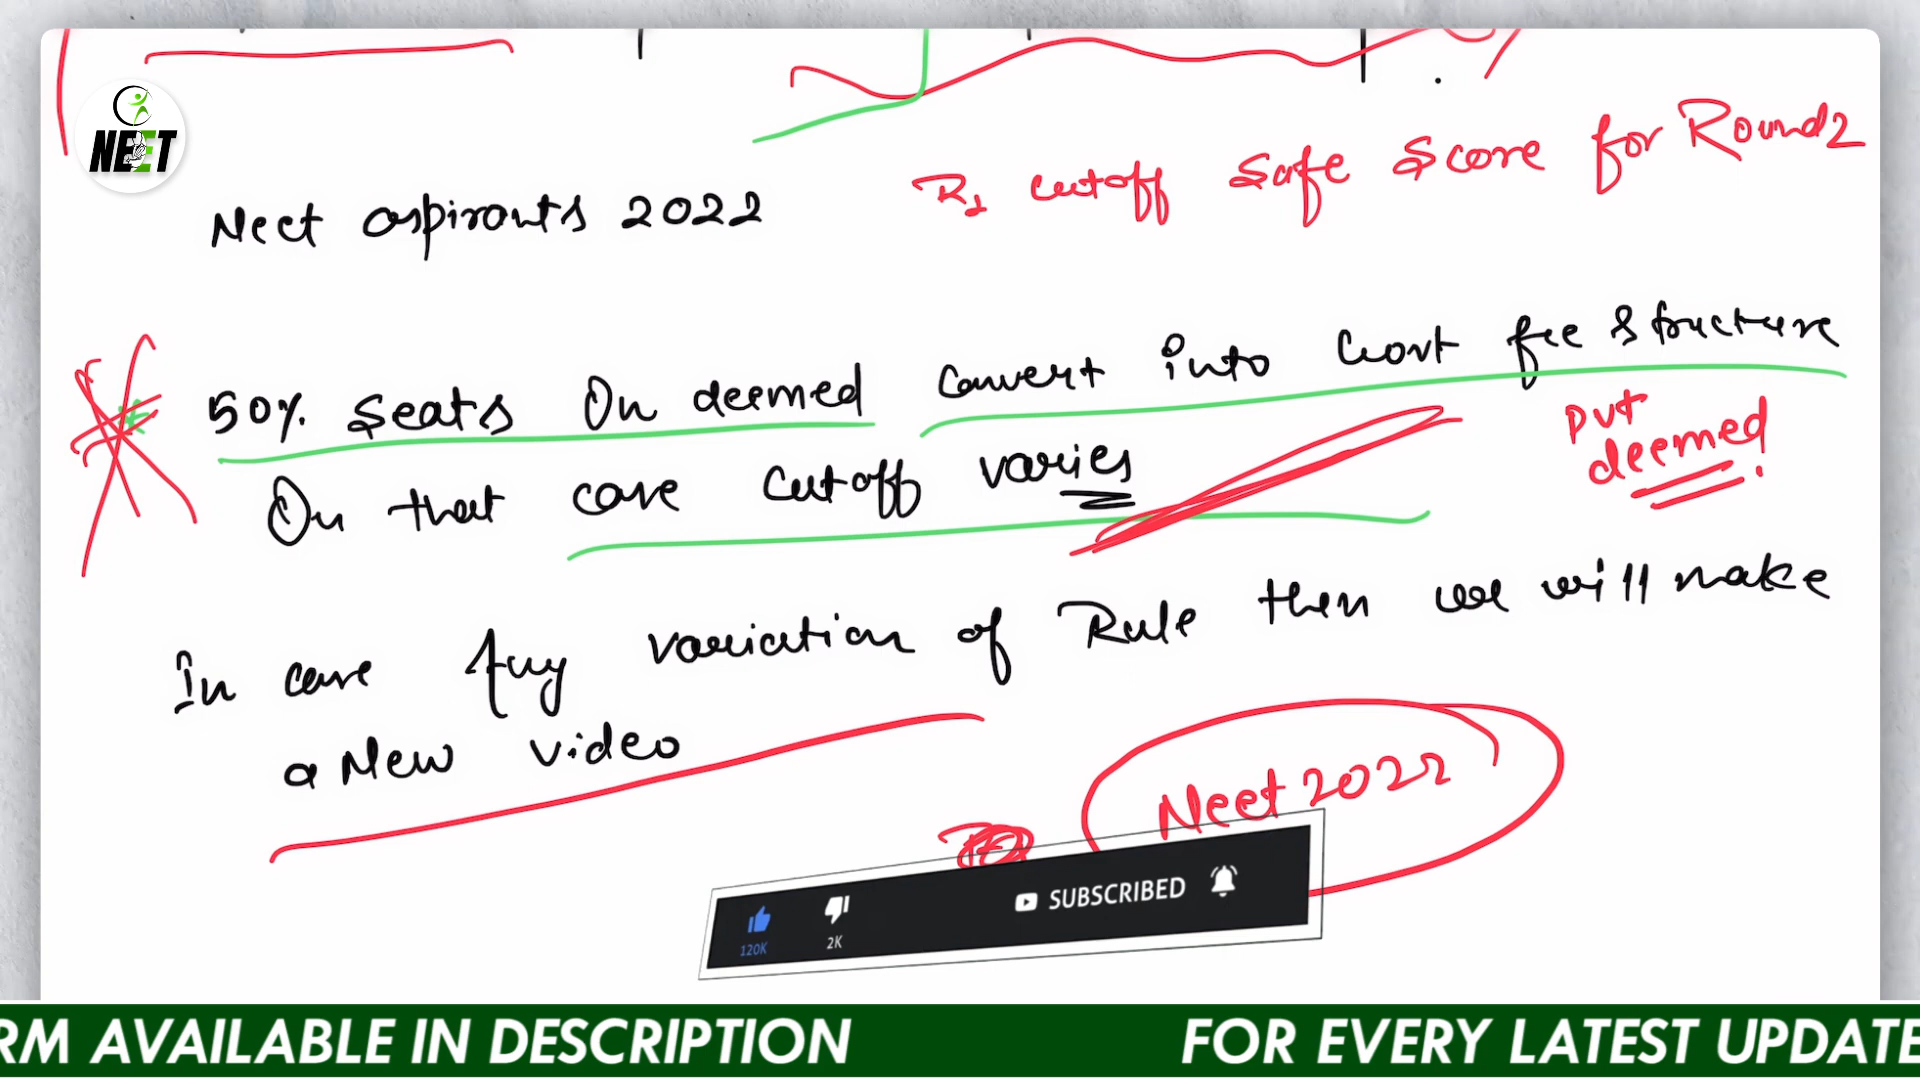 NEET
R1 cutoff Safe Score for Round2
Neet aspirants 2022
50% Seats On deemed convert into Govt fee Structure
Pvt
deemed
On that case cutoff varies
In case Any variation of Rule then we will make
a New video
Neet 2022
120K
2K
SUBSCRIBED
RM AVAILABLE IN DESCRIPTION
FOR EVERY LATEST UPDATE